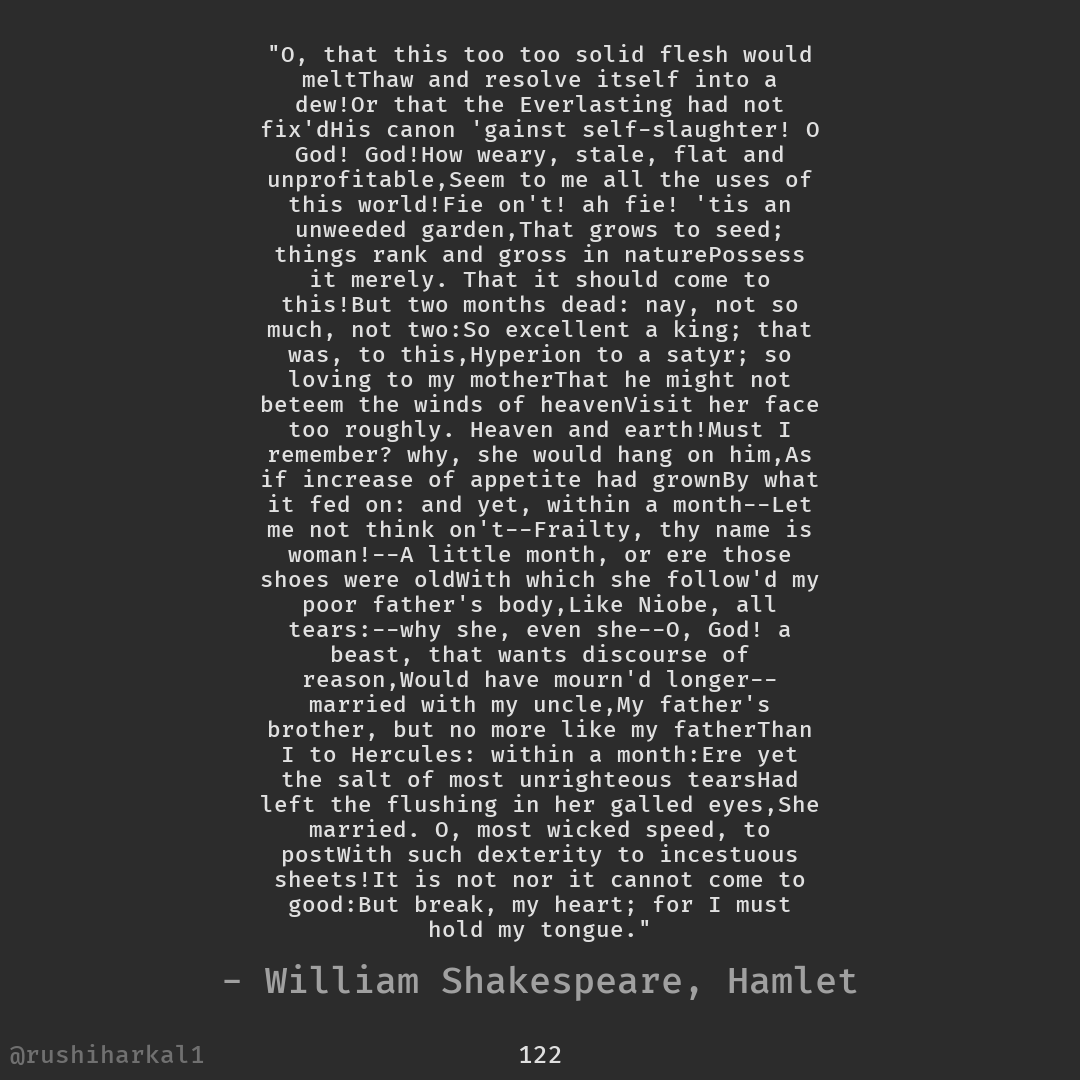 "O, that this too too solid flesh would
meltThaw and resolve itself into a
dew!Or that the Everlasting had not
fix'dHis canon 'gainst self-slaughter! O
God! God!How weary, stale, flat and
unprofitable,Seem to me all the uses of
this world!Fie on't! ah fie! 'tis an
unweeded garden,That grows to seed;
things rank and gross in naturePossess
it merely. That it should come to
this!But two months dead: nay, not so
much, not two:So excellent a king; that
was, to this,Hyperion to a satyr; so
loving to my motherThat he might not
beteem the winds of heavenVisit her face
too roughly. Heaven and earth!Must I
remember? why, she would hang on him,As
if increase of appetite had grownBy what
it fed on: and yet, within a month--Let
me not think on't--Frailty, thy name is
woman!--A little month, or ere those
shoes were oldWith which she follow'd my
poor father's body,Like Niobe, all
tears:--why she, even she--O, God! a
beast, that wants discourse of
reason,Would have mourn'd longer--
married with my uncle,My father's
brother, but no more like my fatherThan
I to Hercules: within a month:Ere yet
the salt of most unrighteous tearsHad
left the flushing in her galled eyes,She
married. O, most wicked speed, to
postWith such dexterity to incestuous
sheets!It is not nor it cannot come to
good:But break, my heart; for I must
hold my tongue."
- William Shakespeare, Hamlet
@rushiharkal1
122